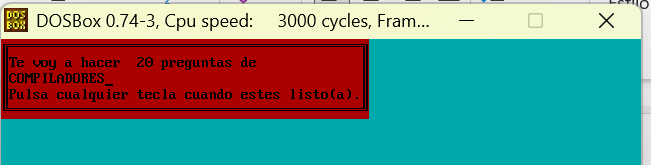 DOSBox 0.74-3, Cpu speed: 3000 cycles, Fram...
Te voy a hacer 20 preguntas de
COMPILADORES_
Pulsa cualquier tecla cuando estes listo(a).